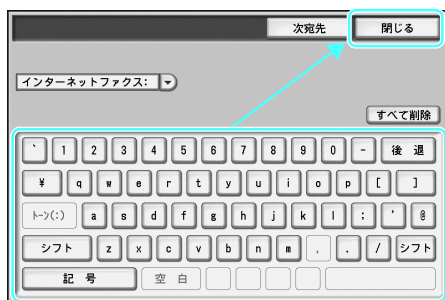 次宛先 閉じる
インターネットファクス:
すべて削除
` 1 2 3 4 5 6 7 8 9 0 - 後 退
¥ q w e r t y u i o p [ ]
トーン(:) a s d f g h j k l ; ' @
シフト z x c v b n m , . / シフト
記 号 空 白